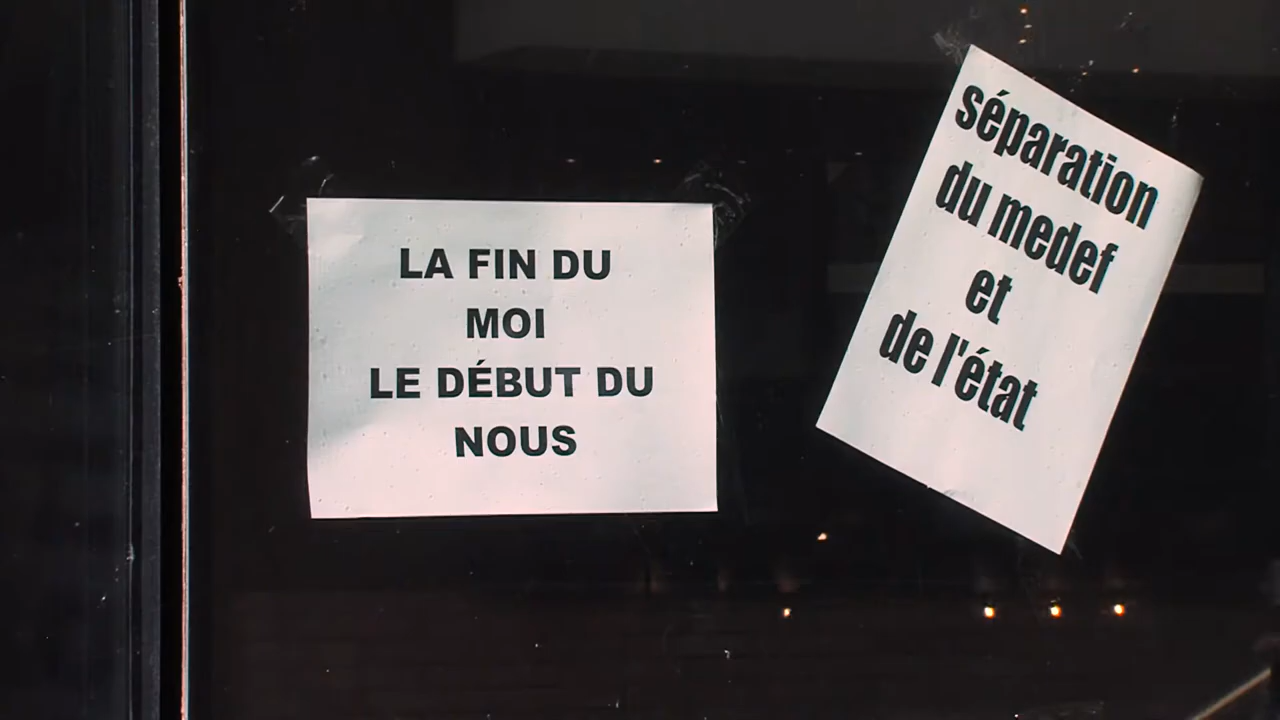 LA FIN DU
MOI
LE DÉBUT DU
NOUS
séparation
du medef
et
de l'état